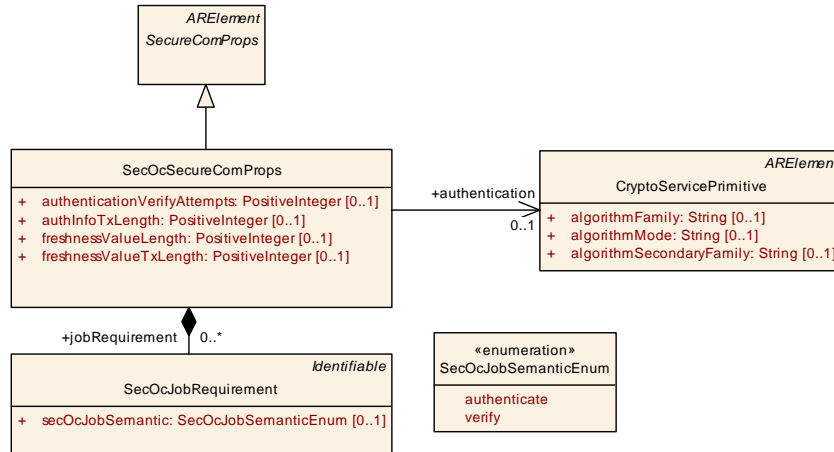 ARElement
SecureComProps
SecOcSecureComProps
+ authenticationVerifyAttempts: PositiveInteger [0..1]
+ authInfoTxLength: PositiveInteger [0..1]
+ freshnessValueLength: PositiveInteger [0..1]
+ freshnessValueTxLength: PositiveInteger [0..1]
+authentication
0..1
ARElemen
CryptoServicePrimitive
+ algorithmFamily: String [0..1]
+ algorithmMode: String [0..1]
+ algorithmSecondaryFamily: String [0..1]
+jobRequirement 0..*
Identifiable
SecOcJobRequirement
+ secOcJobSemantic: SecOcJobSemanticEnum [0..1]
«enumeration»
SecOcJobSemanticEnum
authenticate
verify